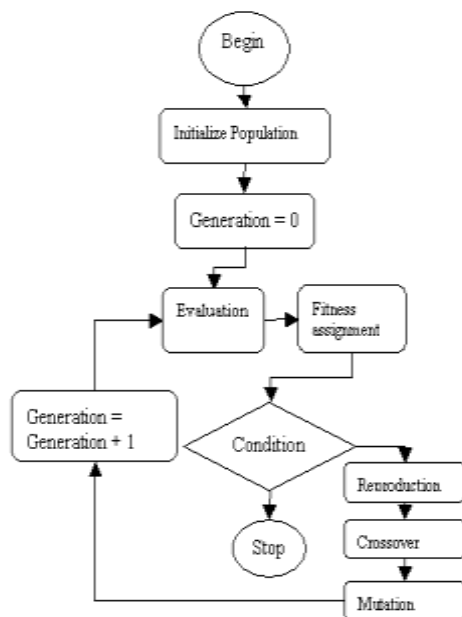 Begin
Initialize Population
Generation = 0
Evaluation
Fitness
assignment
Generation =
Generation + 1
Condition
Reproduction
Stop
Crossover
Mutation